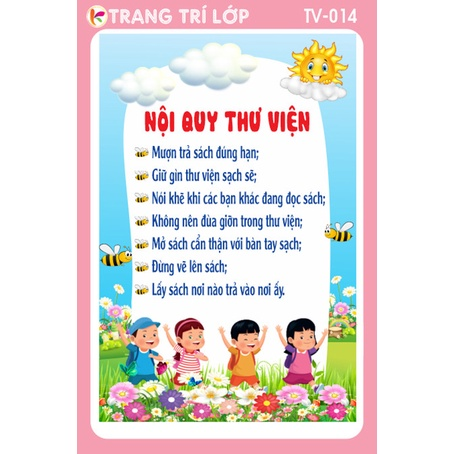 TRANG TRÍ LỚP
TV-014
NỘI QUY THƯ VIỆN
Mượn trả sách đúng hạn;
Giữ gìn thư viện sạch sẽ;
Nói khẽ khi các bạn khác đang đọc sách;
Không nên đùa giỡn trong thư viện;
Mở sách cẩn thận với bàn tay sạch;
Đừng vẽ lên sách;
Lấy sách nơi nào trả vào nơi ấy.